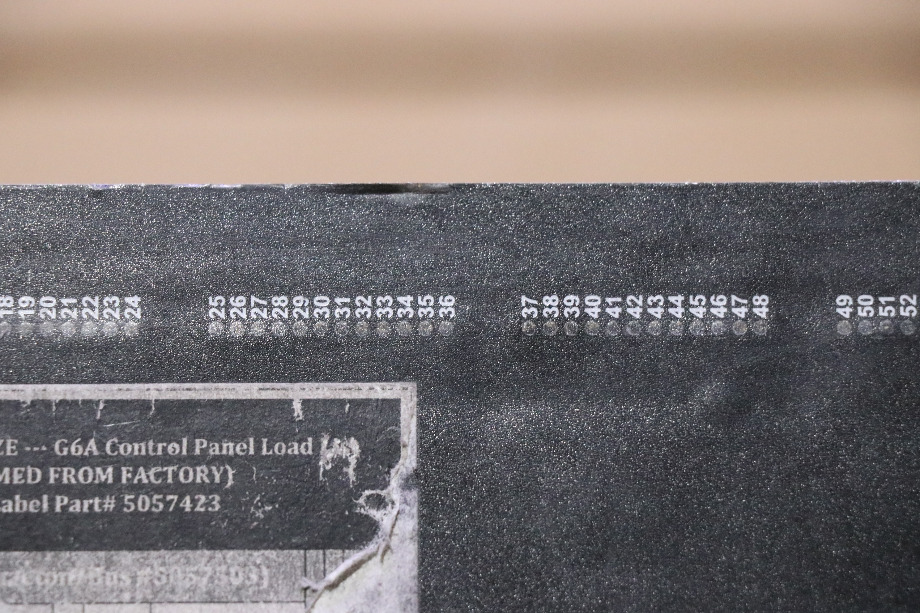 18 19 20 21 22 23 24 25 26 27 28 29 30 31 32 33 34 35 36 37 38 39 40 41 42 43 44 45 46 47 48 49 50 51 52
ZE --- G6A Control Panel Load
MED FROM FACTORY)
abel Part# 5057423